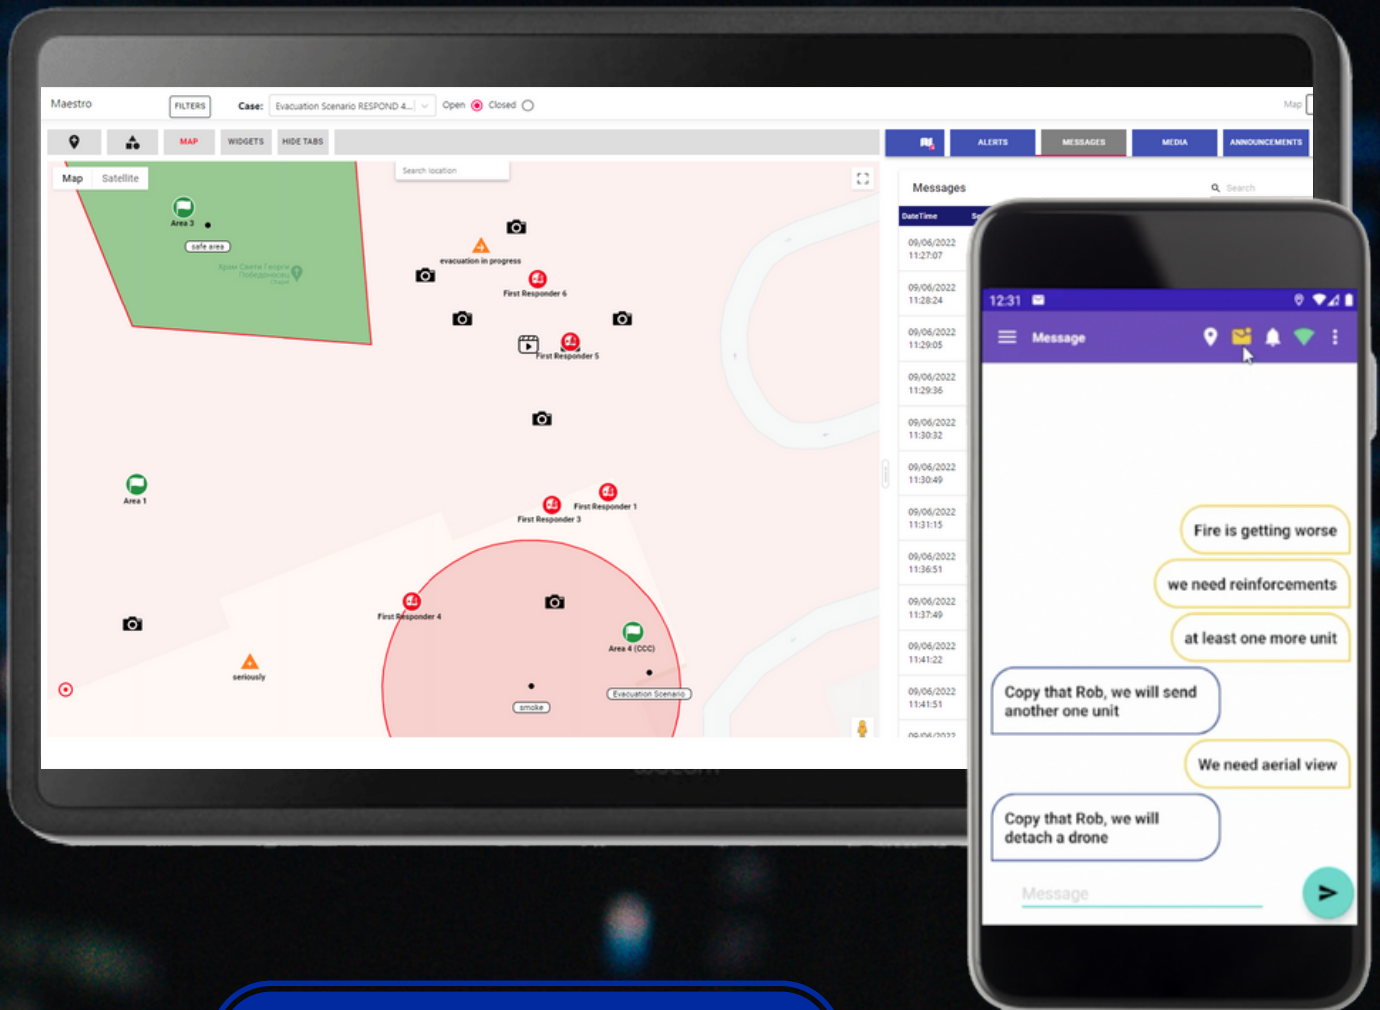 Maestro
FILTERS
Case:
Evacuation Scenario RESPOND 4...
Open
Closed
Map
MAP
WIDGETS
HIDE TABS
ALERTS
MESSAGES
MEDIA
ANNOUNCEMENTS
Map
Satellite
Search location
Area 3
safe area
Храм Свети Георги
Победоносец
evacuation in progress
First Responder 6
First Responder 5
Area 1
First Responder 3
First Responder 1
First Responder 4
Area 4 (CCC)
seriously
smoke
Evacuation Scenario
Messages
Search
DateTime
Se
09/06/2022
11:27:07
09/06/2022
11:28:24
09/06/2022
11:29:05
09/06/2022
11:29:36
09/06/2022
11:30:32
09/06/2022
11:30:49
09/06/2022
11:31:15
09/06/2022
11:36:51
09/06/2022
11:37:49
09/06/2022
11:41:22
09/06/2022
11:41:51
09/06/2022
12:31
Message
Fire is getting worse
we need reinforcements
at least one more unit
Copy that Rob, we will send
another one unit
We need aerial view
Copy that Rob, we will
detach a drone
Message